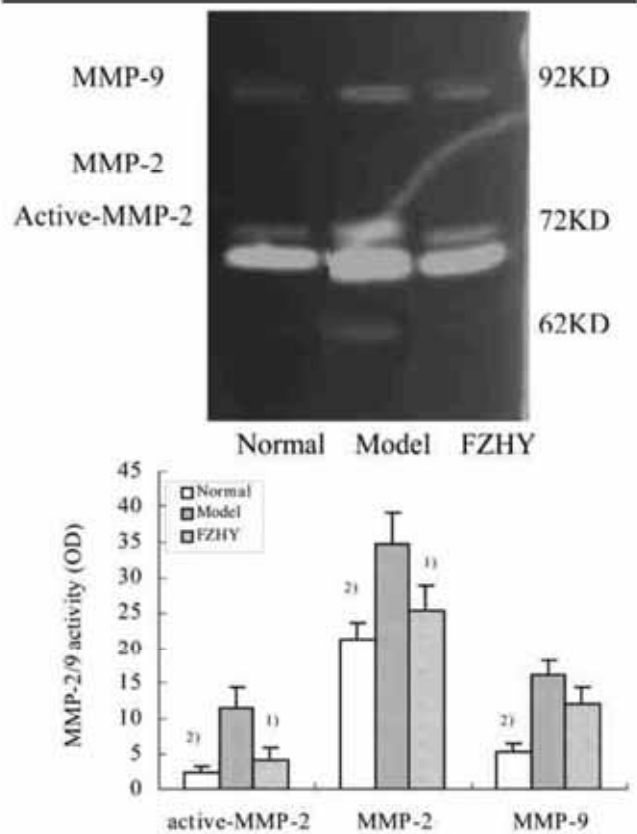 MMP-9 92KD
MMP-2
Active-MMP-2 72KD
62KD
Normal Model FZHY
45
40
35
30
25
20
15
10
5
0
MMP-2/9 activity (OD)
Normal
Model
FZHY
2) 1)
2) 1)
2)
active-MMP-2 MMP-2 MMP-9